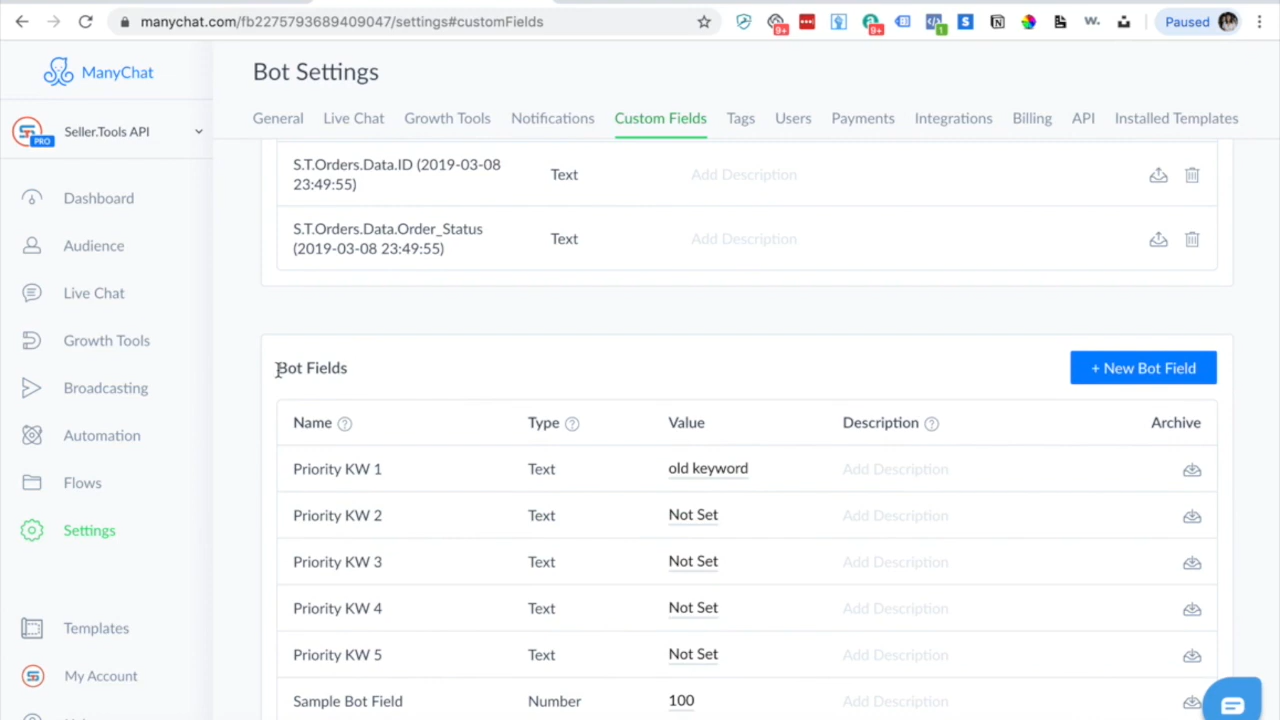 manychat.com/fb2275793689409047/settings#customFields
9+
9+
1
S
W.
Paused
ManyChat
Bot Settings
General Live Chat Growth Tools Notifications Custom Fields Tags Users Payments Integrations Billing API Installed Templates
PRO
Seller.Tools API
Dashboard
Audience
Live Chat
Growth Tools
Broadcasting
Automation
Flows
Settings
Templates
My Account
S.T.Orders.Data.ID (2019-03-08
23:49:55)
Text
Add Description
S.T.Orders.Data.Order_Status
(2019-03-08 23:49:55)
Text
Add Description
Bot Fields
+ New Bot Field
Name ? Type ? Value Description ? Archive
Priority KW 1 Text old keyword Add Description
Priority KW 2 Text Not Set Add Description
Priority KW 3 Text Not Set Add Description
Priority KW 4 Text Not Set Add Description
Priority KW 5 Text Not Set Add Description
Sample Bot Field Number 100 Add Description